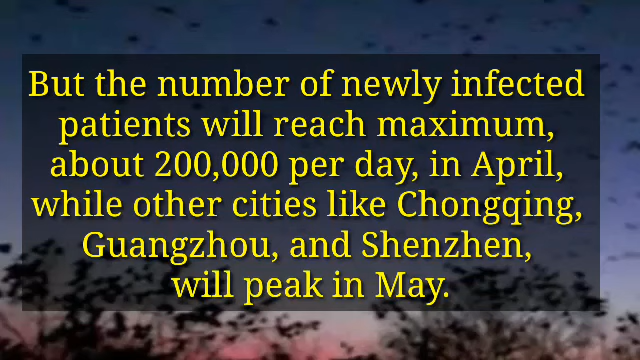 But the number of newly infected
patients will reach maximum,
about 200,000 per day, in April,
while other cities like Chongqing,
Guangzhou, and Shenzhen,
will peak in May.